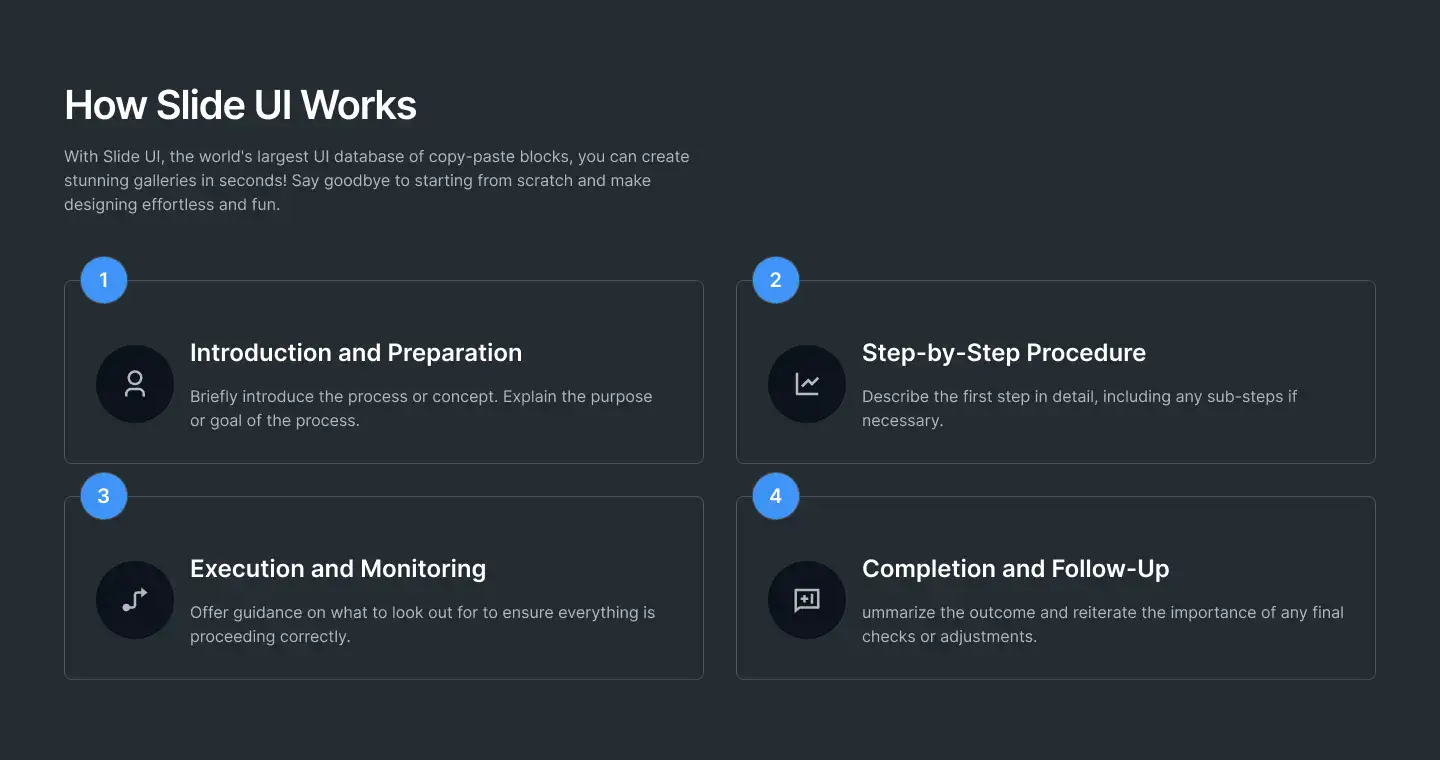 How Slide UI Works
With Slide UI, the world's largest UI database of copy-paste blocks, you can create
stunning galleries in seconds! Say goodbye to starting from scratch and make
designing effortless and fun.
1
Introduction and Preparation
Briefly introduce the process or concept. Explain the purpose
or goal of the process.
2
Step-by-Step Procedure
Describe the first step in detail, including any sub-steps if
necessary.
3
Execution and Monitoring
Offer guidance on what to look out for to ensure everything is
proceeding correctly.
4
Completion and Follow-Up
ummarize the outcome and reiterate the importance of any final
checks or adjustments.